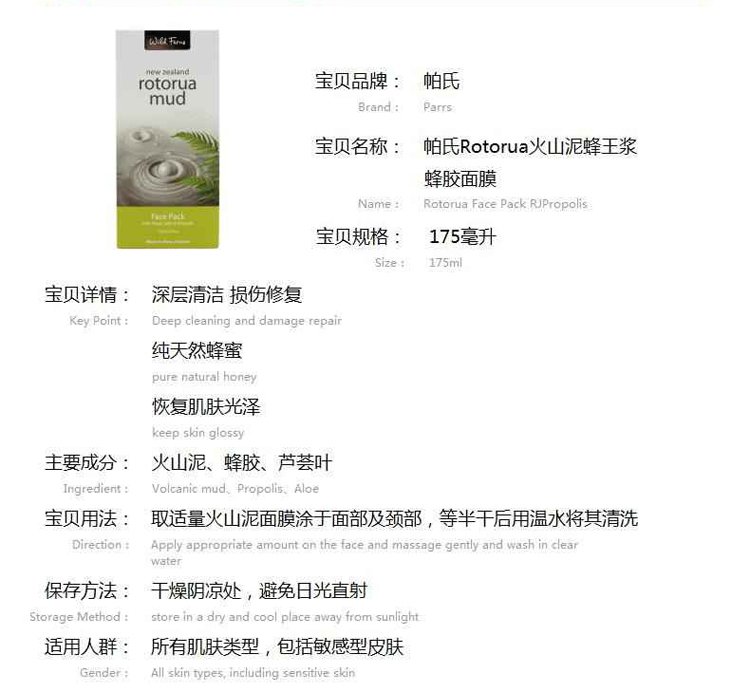 Wild Ferns
new zealand
rotorua
mud
Face Pack
宝贝品牌： 帕氏
Brand： Parrs
宝贝名称： 帕氏Rotorua火山泥蜂王浆
蜂胶面膜
Name： Rotorua Face Pack RJPropolis
宝贝规格： 175毫升
Size： 175ml
宝贝详情： 深层清洁 损伤修复
Key Point： Deep cleaning and damage repair
纯天然蜂蜜
pure natural honey
恢复肌肤光泽
keep skin glossy
主要成分： 火山泥、蜂胶、芦荟叶
Ingredient： Volcanic mud、Propolis、Aloe
宝贝用法： 取适量火山泥面膜涂于面部及颈部，等半干后用温水将其清洗
Direction： Apply appropriate amount on the face and massage gently and wash in clear
water
保存方法： 干燥阴凉处，避免日光直射
Storage Method： store in a dry and cool place away from sunlight
适用人群： 所有肌肤类型，包括敏感型皮肤
Gender： All skin types, including sensitive skin